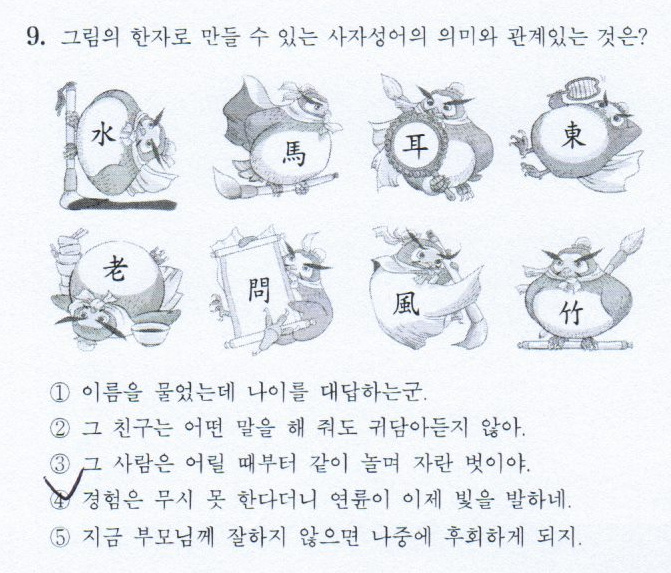 9. 그림의 한자로 만들 수 있는 사자성어의 의미와 관계있는 것은?
水 馬 耳 東
老 問 風 竹
① 이름을 물었는데 나이를 대답하는군.
② 그 친구는 어떤 말을 해 줘도 귀담아듣지 않아.
③ 그 사람은 어릴 때부터 같이 놀며 자란 벗이야.
④ 경험은 무시 못 한다더니 연륜이 이제 빛을 발하네.
⑤ 지금 부모님께 잘하지 않으면 나중에 후회하게 되지.